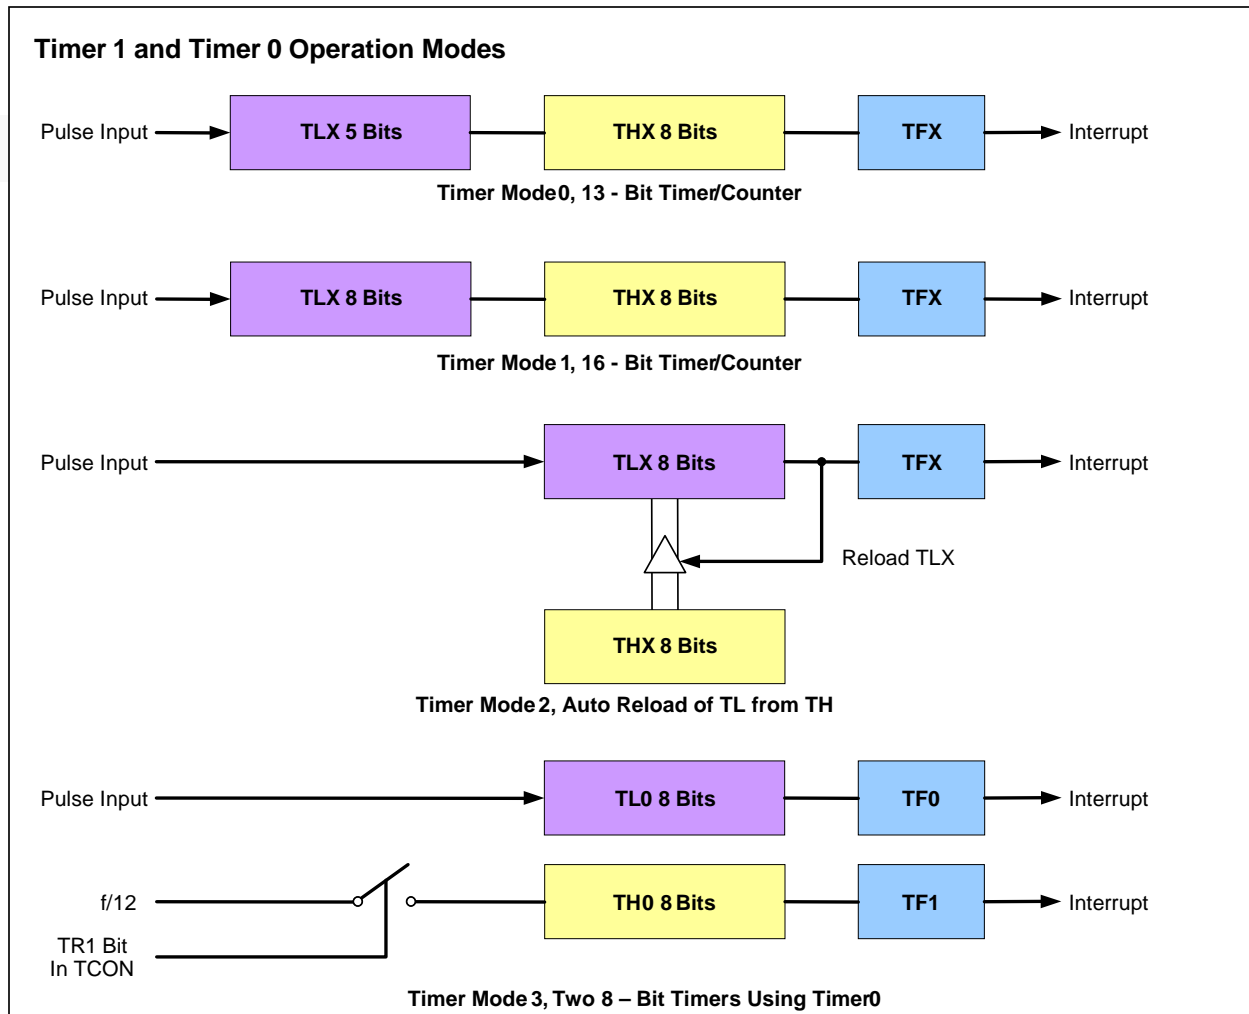 Timer 1 and Timer 0 Operation Modes
Pulse Input TLX 5 Bits THX 8 Bits TFX Interrupt
Timer Mode 0, 13 - Bit Timer/Counter
Pulse Input TLX 8 Bits THX 8 Bits TFX Interrupt
Timer Mode 1, 16 - Bit Timer/Counter
Pulse Input TLX 8 Bits TFX Interrupt
Reload TLX
THX 8 Bits
Timer Mode 2, Auto Reload of TL from TH
Pulse Input TL0 8 Bits TF0 Interrupt
f/12 TH0 8 Bits TF1 Interrupt
TR1 Bit
In TCON
Timer Mode 3, Two 8 – Bit Timers Using Timer0